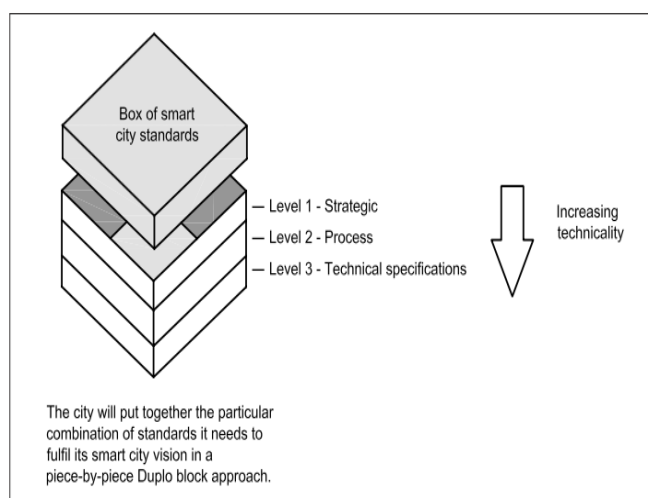 Box of smart
city standards
Level 1 - Strategic
Level 2 - Process
Level 3 - Technical specifications
Increasing
technicality
The city will put together the particular
combination of standards it needs to
fulfil its smart city vision in a
piece-by-piece Duplo block approach.